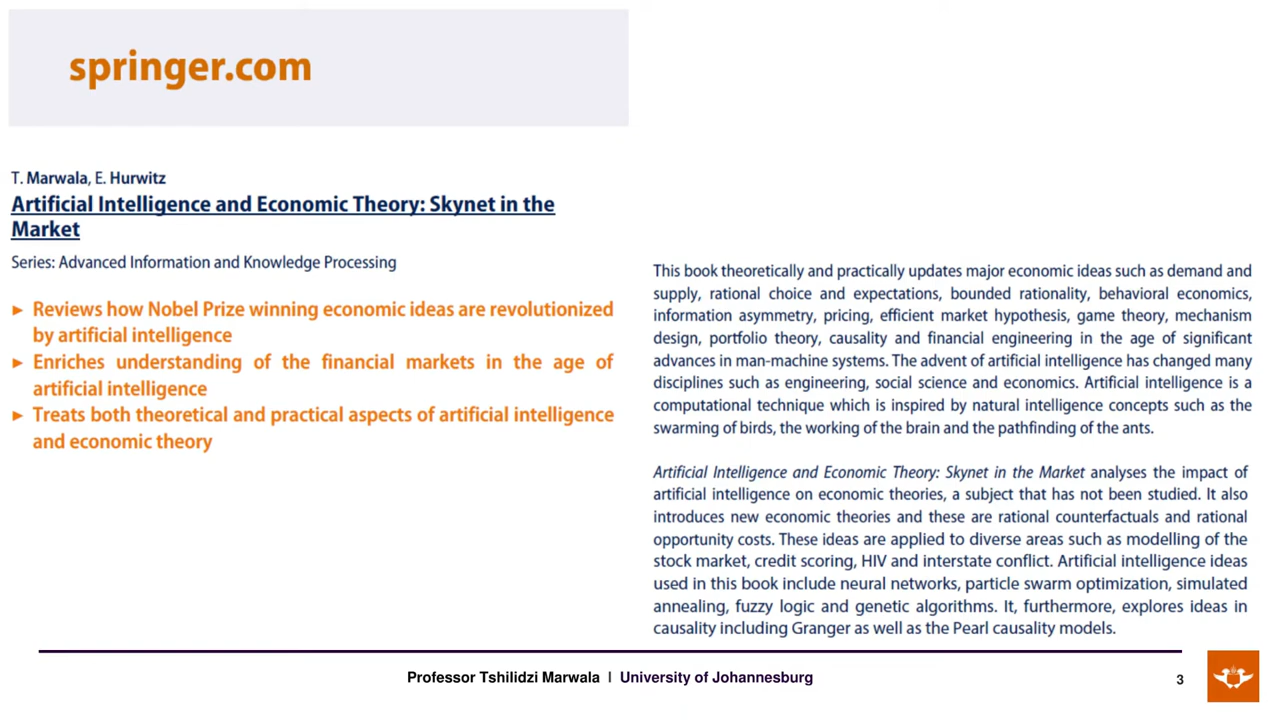 springer.com
T. Marwala, E. Hurwitz
Artificial Intelligence and Economic Theory: Skynet in the
Market
Series: Advanced Information and Knowledge Processing
► Reviews how Nobel Prize winning economic ideas are revolutionized
by artificial intelligence
► Enriches understanding of the financial markets in the age of
artificial intelligence
► Treats both theoretical and practical aspects of artificial intelligence
and economic theory
This book theoretically and practically updates major economic ideas such as demand and
supply, rational choice and expectations, bounded rationality, behavioral economics,
information asymmetry, pricing, efficient market hypothesis, game theory, mechanism
design, portfolio theory, causality and financial engineering in the age of significant
advances in man-machine systems. The advent of artificial intelligence has changed many
disciplines such as engineering, social science and economics. Artificial intelligence is a
computational technique which is inspired by natural intelligence concepts such as the
swarming of birds, the working of the brain and the pathfinding of the ants.
Artificial Intelligence and Economic Theory: Skynet in the Market analyses the impact of
artificial intelligence on economic theories, a subject that has not been studied. It also
introduces new economic theories and these are rational counterfactuals and rational
opportunity costs. These ideas are applied to diverse areas such as modelling of the
stock market, credit scoring, HIV and interstate conflict. Artificial intelligence ideas
used in this book include neural networks, particle swarm optimization, simulated
annealing, fuzzy logic and genetic algorithms. It, furthermore, explores ideas in
causality including Granger as well as the Pearl causality models.
Professor Tshilidzi Marwala | University of Johannesburg
3